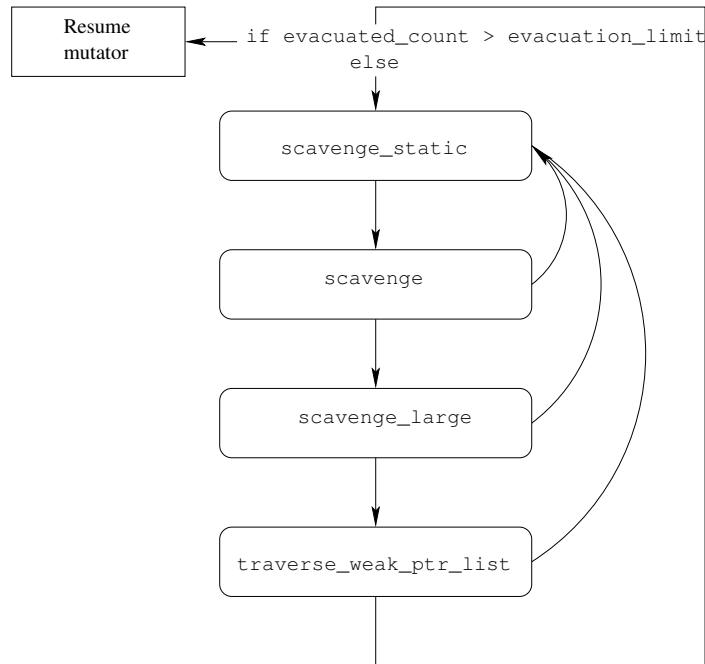 Resume
mutator
if evacuated_count > evacuation_limit
else
scavenge_static
scavenge
scavenge_large
traverse_weak_ptr_list